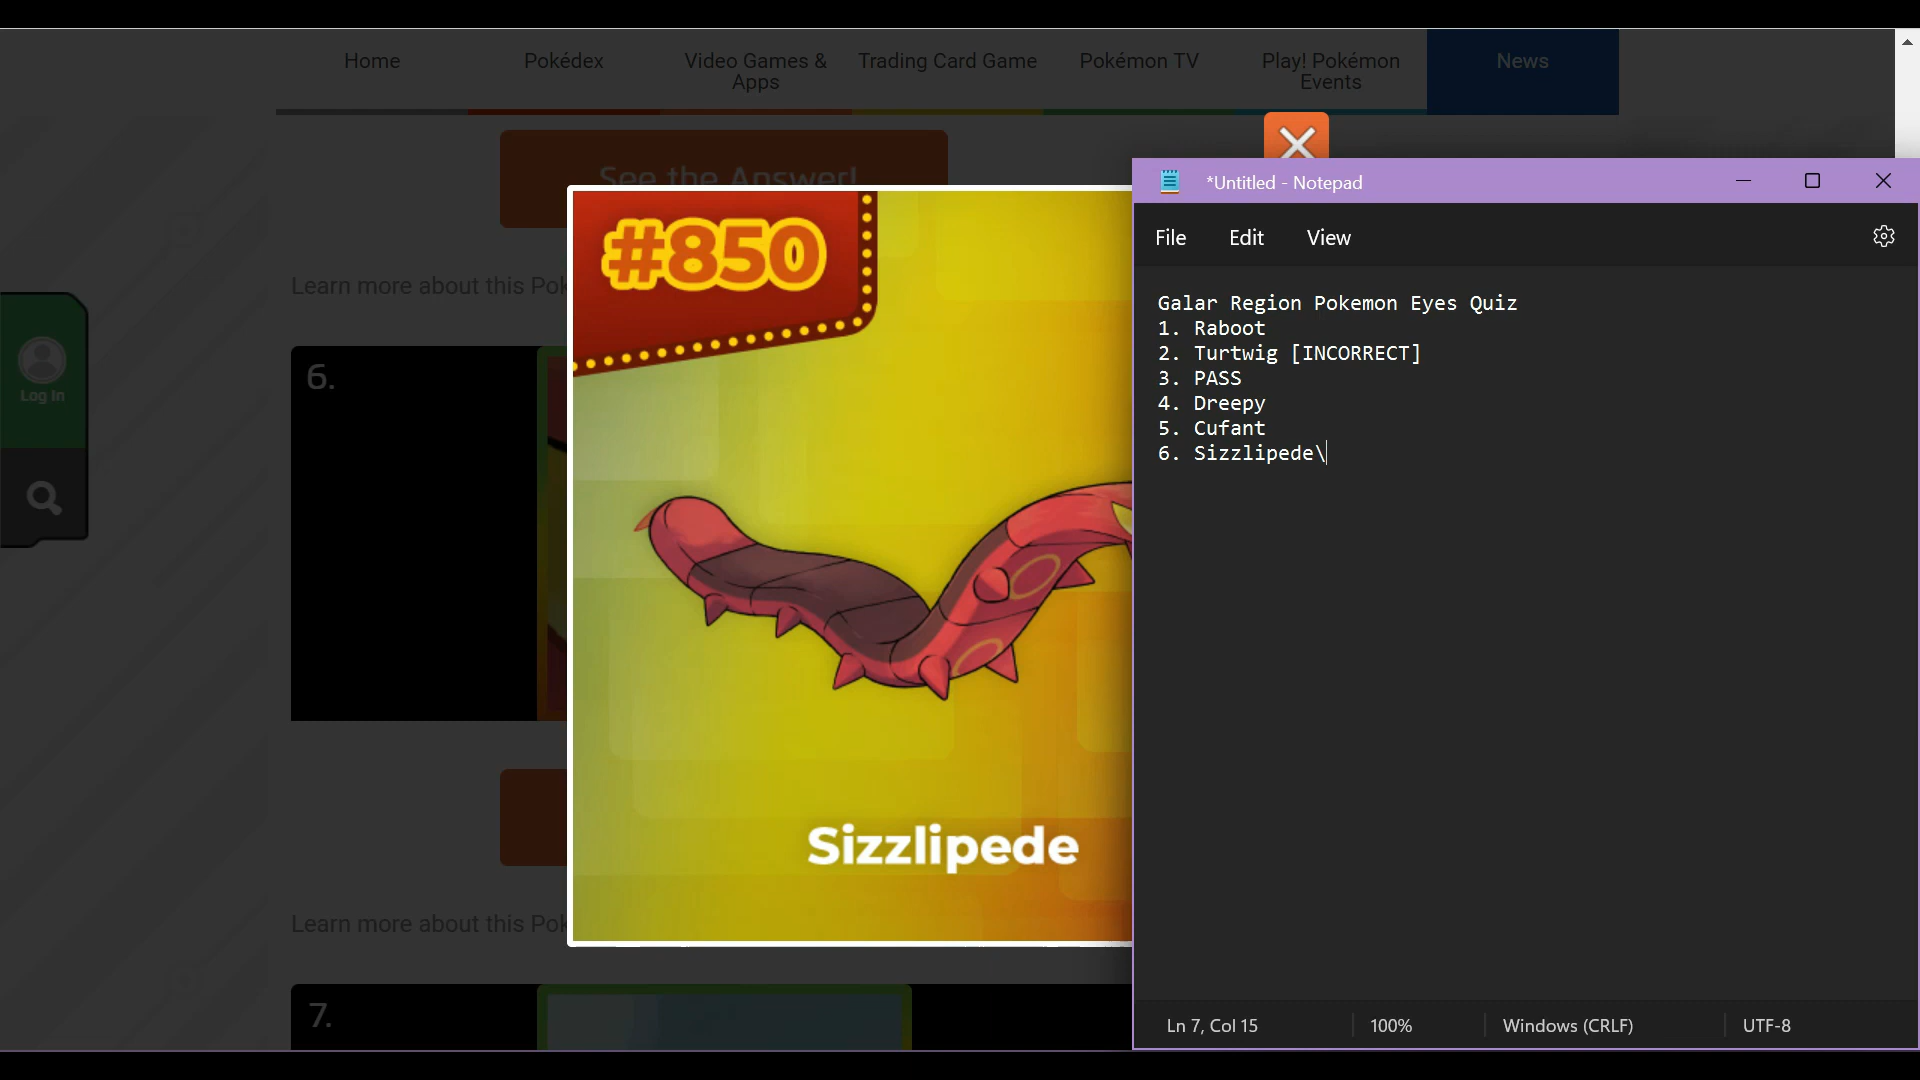 Home
Pokédex
Video Games &
Apps
Trading Card Game
Pokémon TV
Play! Pokémon
Events
News
See the Answer!
Learn more about this Pok
Log In
6.
#850
Sizzlipede
Learn more about this Pok
7.
*Untitled - Notepad
File
Edit
View
Galar Region Pokemon Eyes Quiz
1. Raboot
2. Turtwig [INCORRECT]
3. PASS
4. Dreepy
5. Cufant
6. Sizzlipede\
Ln 7, Col 15
100%
Windows (CRLF)
UTF-8